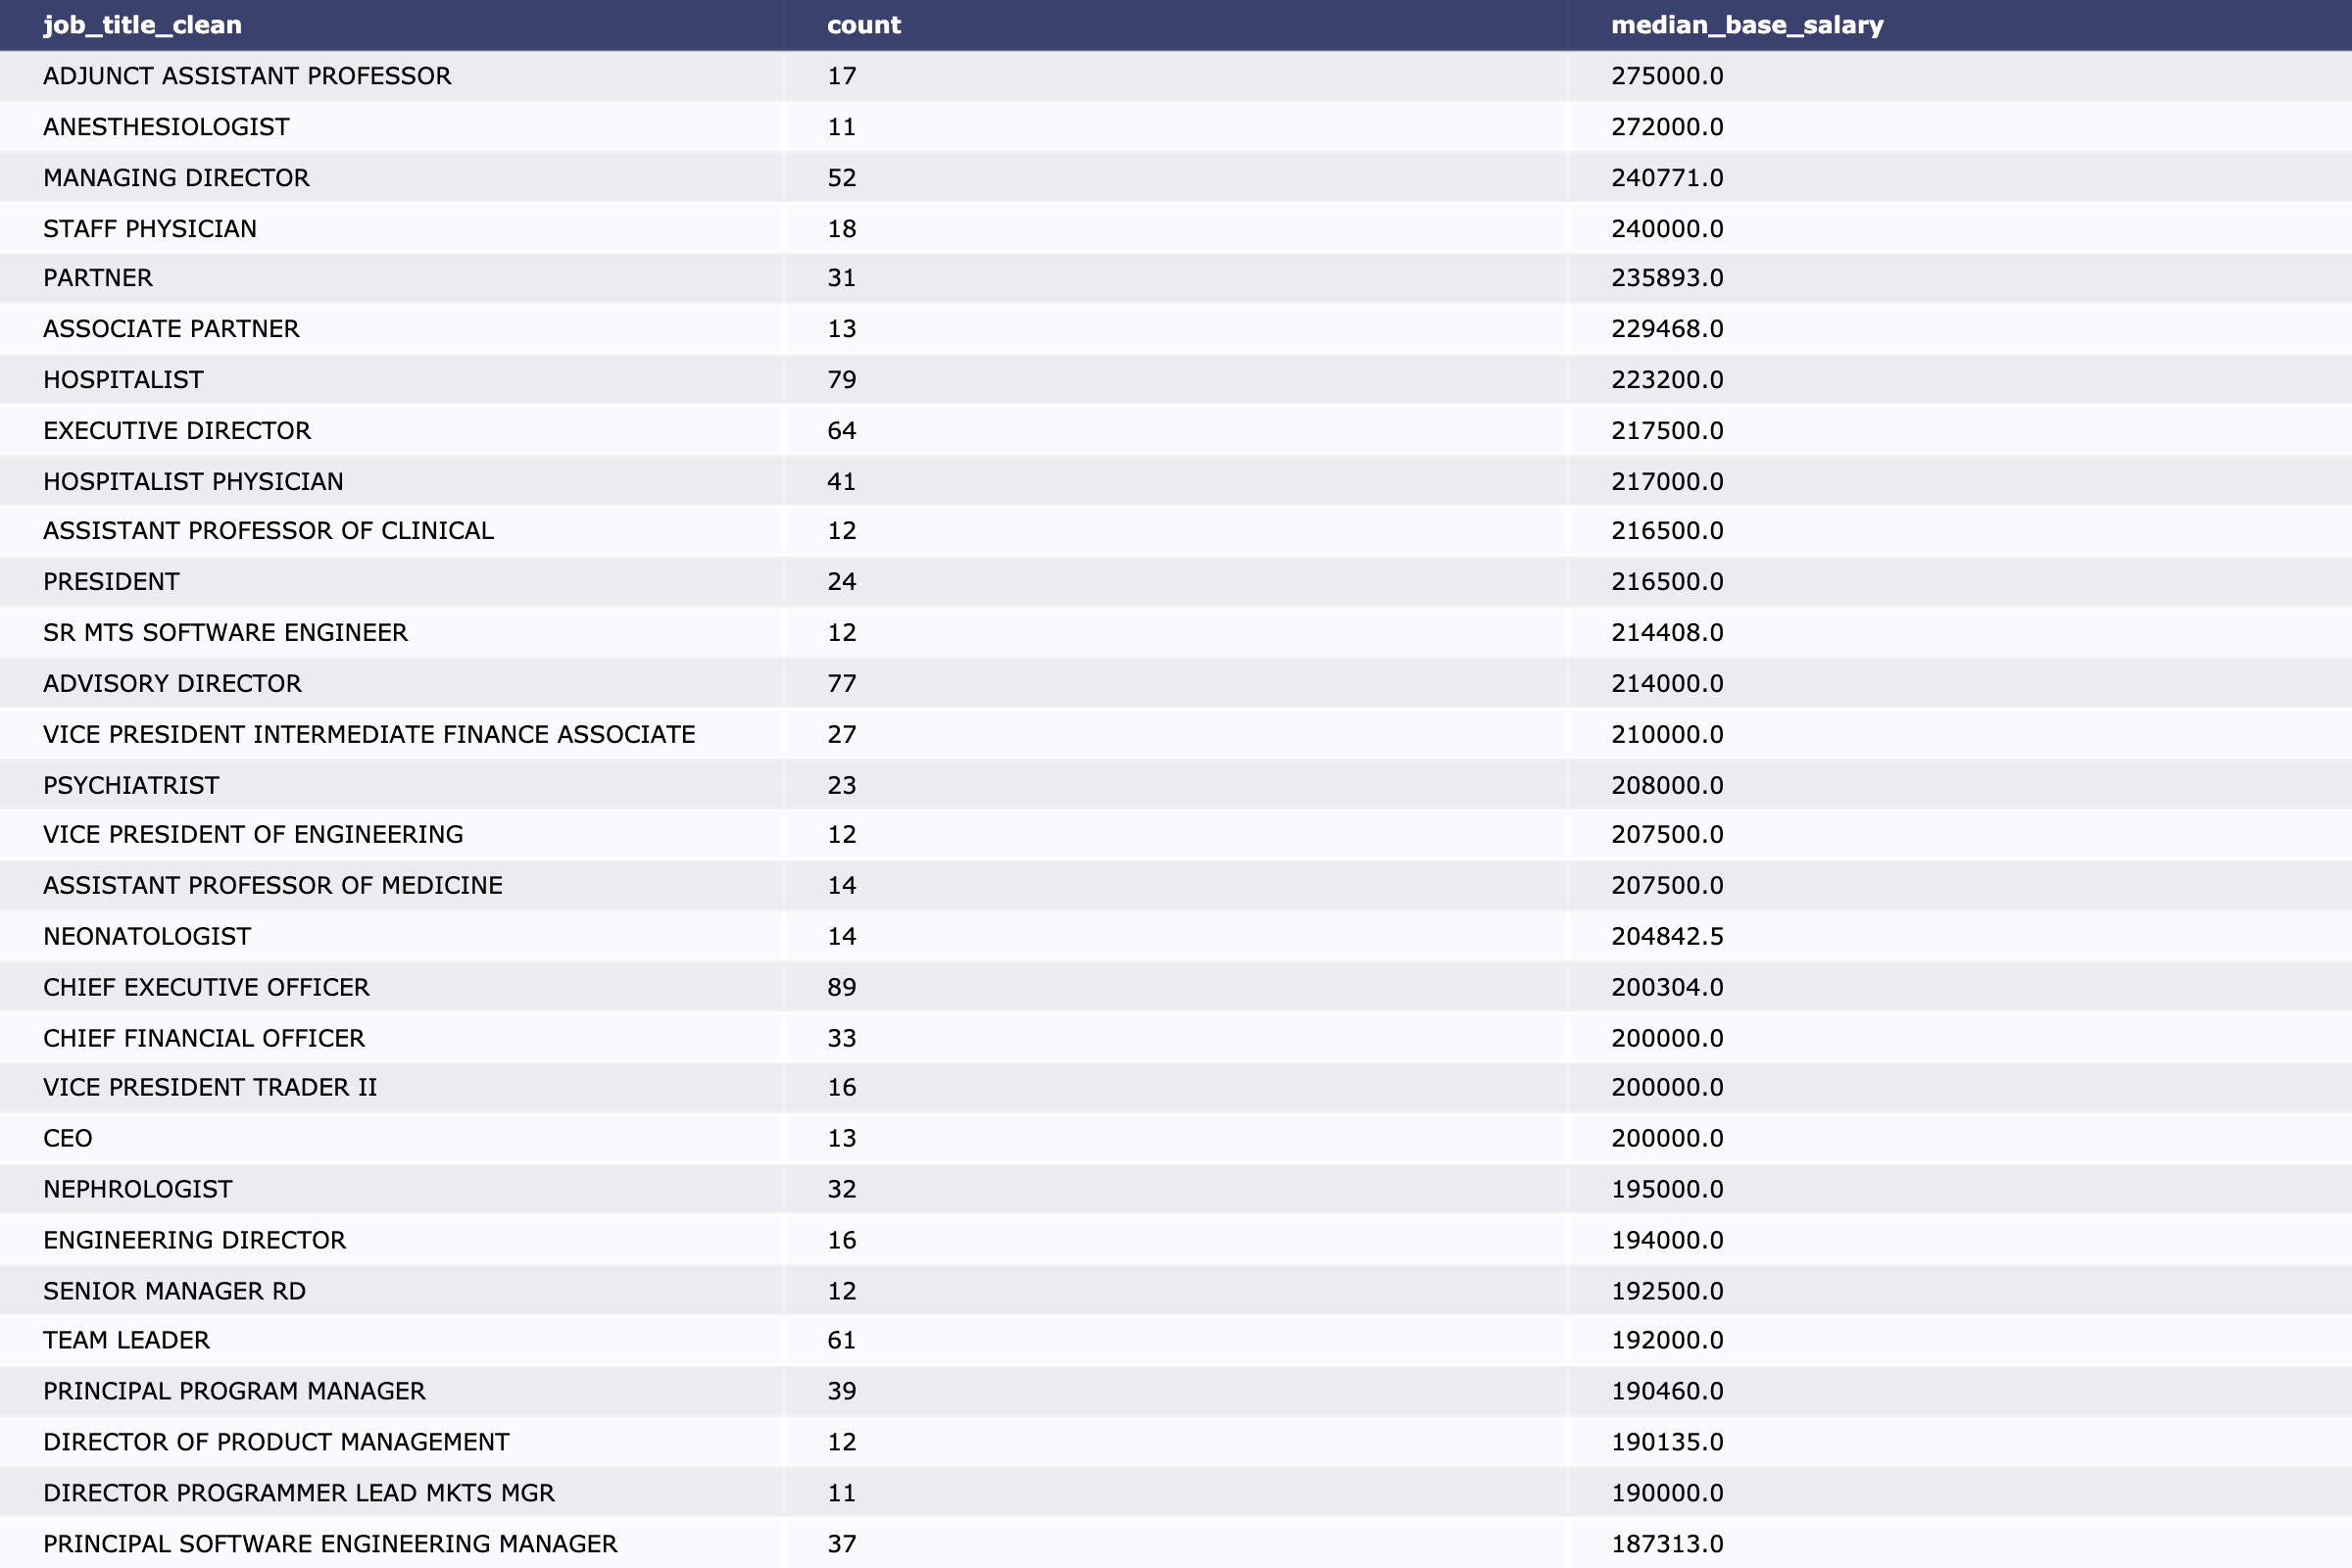 job_title_clean count median_base_salary
ADJUNCT ASSISTANT PROFESSOR 17 275000.0
ANESTHESIOLOGIST 11 272000.0
MANAGING DIRECTOR 52 240771.0
STAFF PHYSICIAN 18 240000.0
PARTNER 31 235893.0
ASSOCIATE PARTNER 13 229468.0
HOSPITALIST 79 223200.0
EXECUTIVE DIRECTOR 64 217500.0
HOSPITALIST PHYSICIAN 41 217000.0
ASSISTANT PROFESSOR OF CLINICAL 12 216500.0
PRESIDENT 24 216500.0
SR MTS SOFTWARE ENGINEER 12 214408.0
ADVISORY DIRECTOR 77 214000.0
VICE PRESIDENT INTERMEDIATE FINANCE ASSOCIATE 27 210000.0
PSYCHIATRIST 23 208000.0
VICE PRESIDENT OF ENGINEERING 12 207500.0
ASSISTANT PROFESSOR OF MEDICINE 14 207500.0
NEONATOLOGIST 14 204842.5
CHIEF EXECUTIVE OFFICER 89 200304.0
CHIEF FINANCIAL OFFICER 33 200000.0
VICE PRESIDENT TRADER II 16 200000.0
CEO 13 200000.0
NEPHROLOGIST 32 195000.0
ENGINEERING DIRECTOR 16 194000.0
SENIOR MANAGER RD 12 192500.0
TEAM LEADER 61 192000.0
PRINCIPAL PROGRAM MANAGER 39 190460.0
DIRECTOR OF PRODUCT MANAGEMENT 12 190135.0
DIRECTOR PROGRAMMER LEAD MKTS MGR 11 190000.0
PRINCIPAL SOFTWARE ENGINEERING MANAGER 37 187313.0